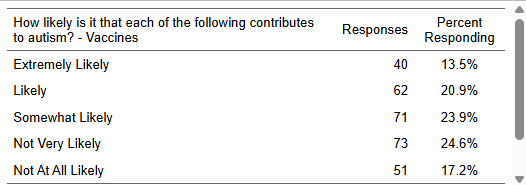 How likely is it that each of the following contributes
to autism? - Vaccines
Responses
Percent
Responding
Extremely Likely 40 13.5%
Likely 62 20.9%
Somewhat Likely 71 23.9%
Not Very Likely 73 24.6%
Not At All Likely 51 17.2%